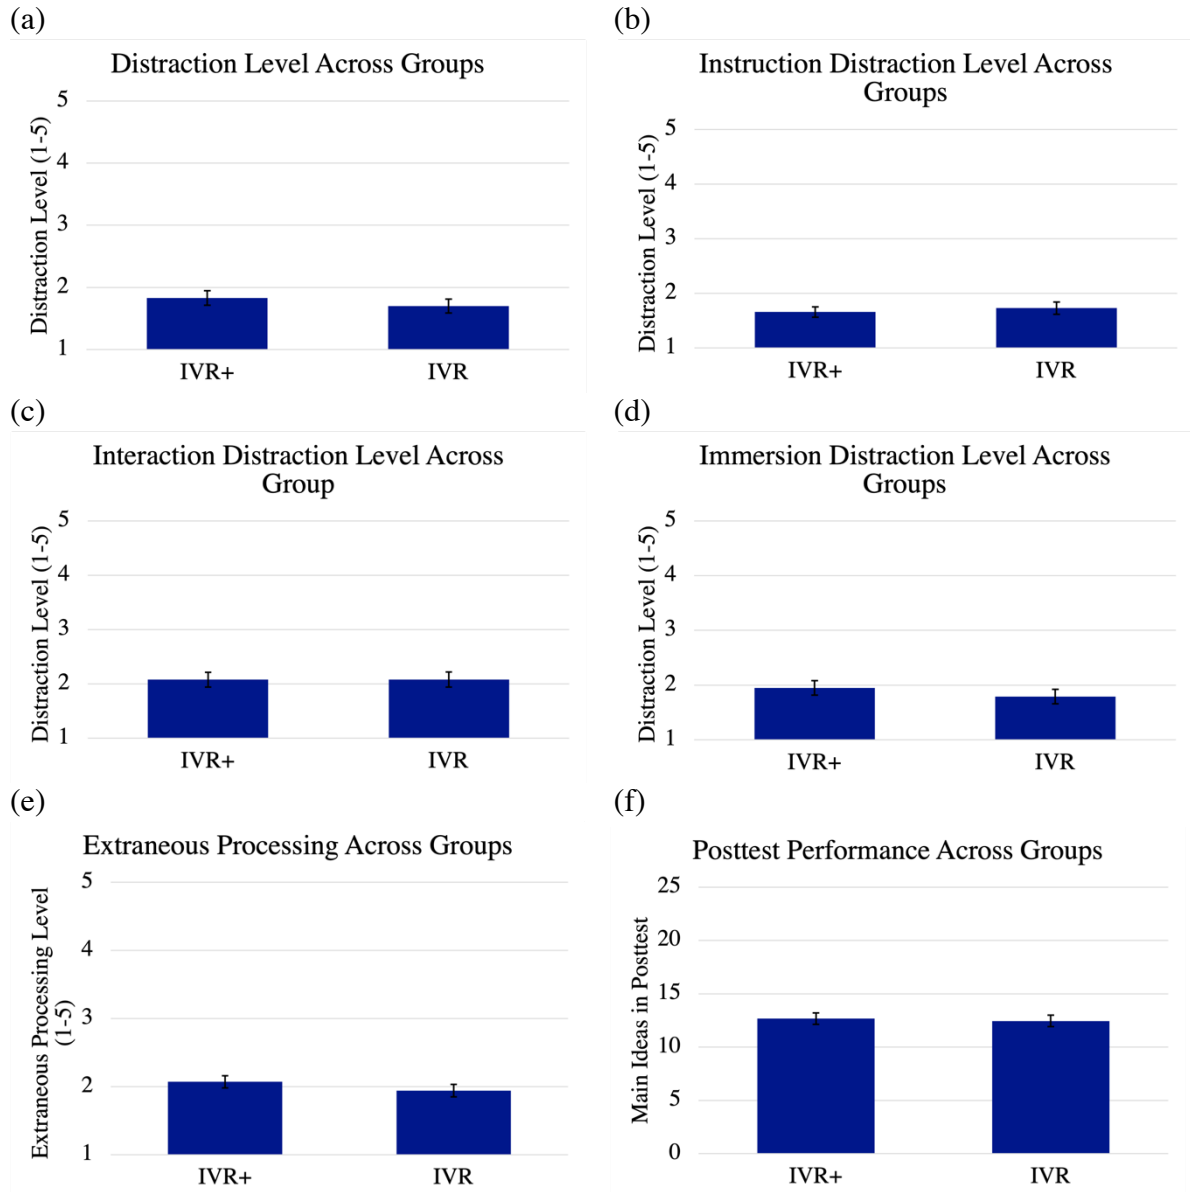 (a)
Distraction Level Across Groups
Distraction Level (1-5)
5
4
3
2
1
IVR+ IVR
(b)
Instruction Distraction Level Across
Groups
Distraction Level (1-5)
5
4
3
2
1
IVR+ IVR
(c)
Interaction Distraction Level Across
Group
Distraction Level (1-5)
5
4
3
2
1
IVR+ IVR
(d)
Immersion Distraction Level Across
Groups
Distraction Level (1-5)
5
4
3
2
1
IVR+ IVR
(e)
Extraneous Processing Across Groups
Extraneous Processing Level
(1-5)
5
4
3
2
1
IVR+ IVR
(f)
Posttest Performance Across Groups
Main Ideas in Posttest
25
20
15
10
5
0
IVR+ IVR